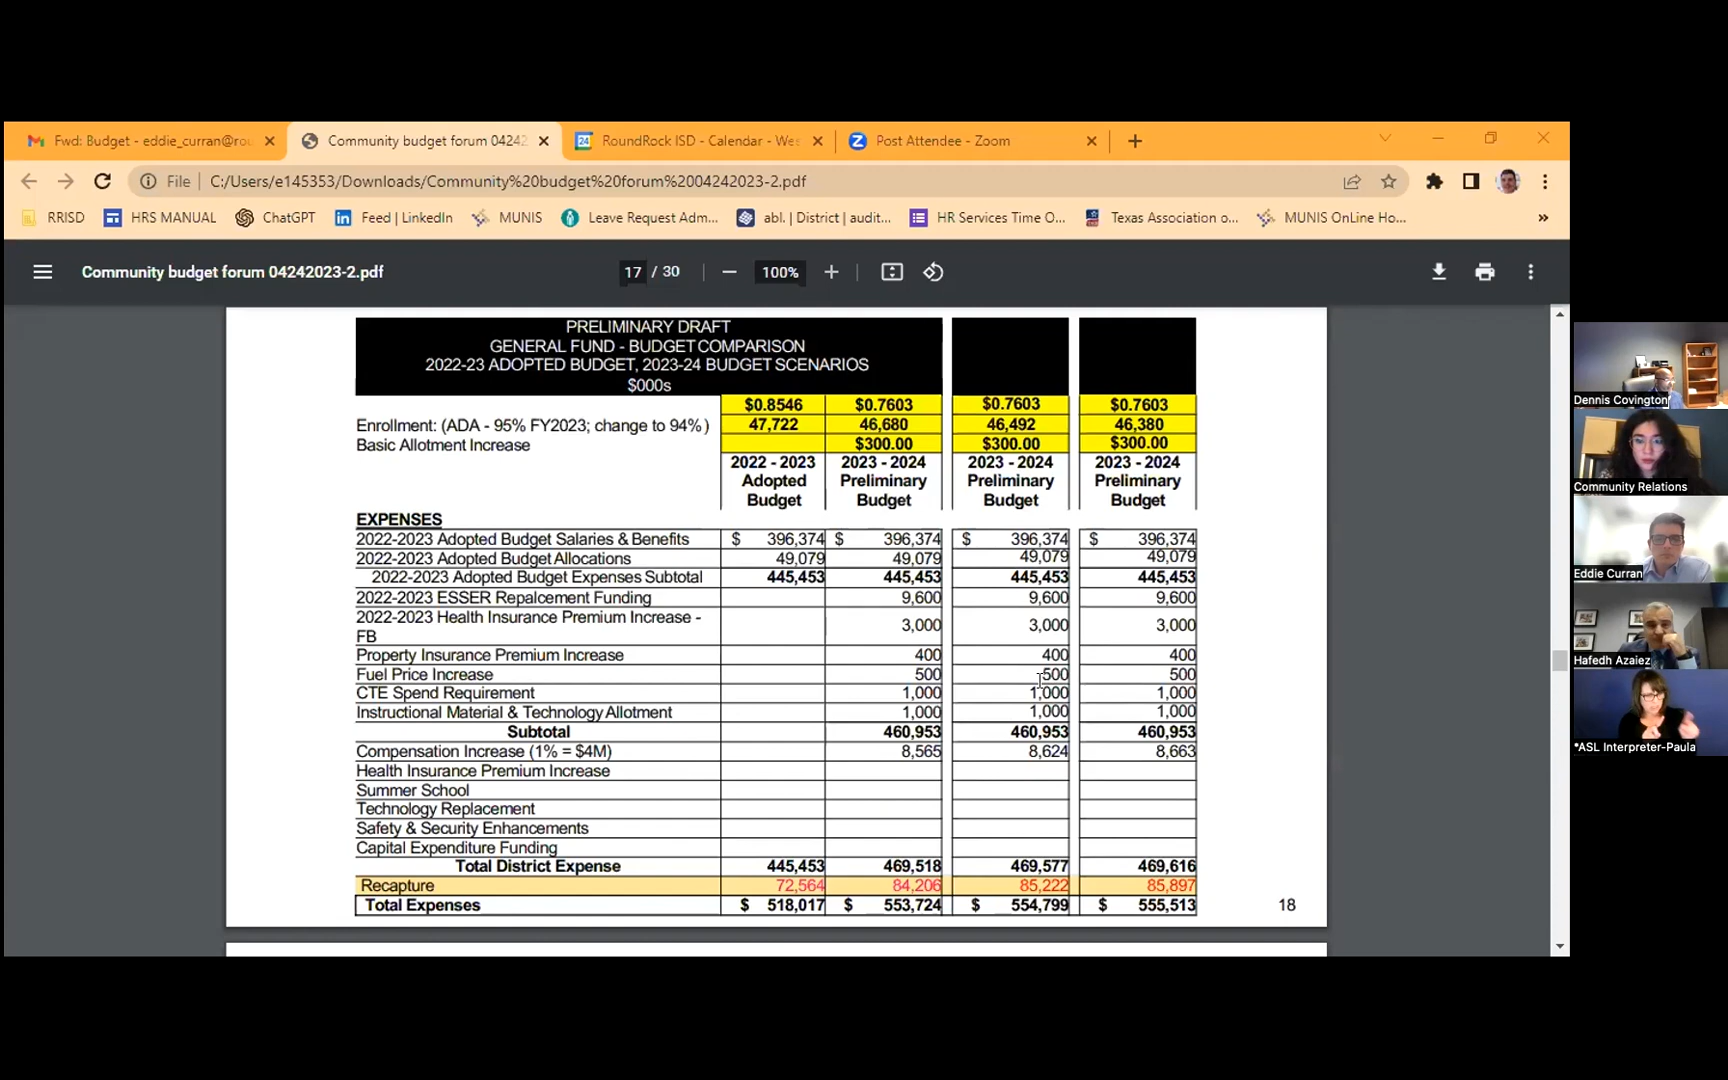 Fwd: Budget - eddie_curran@rou
Community budget forum 04242
RoundRock ISD - Calendar - Wee
Post Attendee - Zoom
File
C:/Users/e145353/Downloads/Community%20budget%20forum%2004242023-2.pdf
RRISD
HRS MANUAL
ChatGPT
Feed | LinkedIn
MUNIS
Leave Request Adm...
abl. | District | audit...
HR Services Time O...
Texas Association o...
MUNIS OnLine Ho...
Community budget forum 04242023-2.pdf
17 / 30
100%
PRELIMINARY DRAFT
GENERAL FUND - BUDGET COMPARISON
2022-23 ADOPTED BUDGET, 2023-24 BUDGET SCENARIOS
$000s
$0.8546 $0.7603 $0.7603 $0.7603
Enrollment: (ADA - 95% FY2023; change to 94%) 47,722 46,680 46,492 46,380
Basic Allotment Increase $300.00 $300.00 $300.00
2022 - 2023 2023 - 2024 2023 - 2024 2023 - 2024
Adopted Preliminary Preliminary Preliminary
Budget Budget Budget Budget
EXPENSES
2022-2023 Adopted Budget Salaries & Benefits $ 396,374 $ 396,374 $ 396,374 $ 396,374
2022-2023 Adopted Budget Allocations 49,079 49,079 49,079 49,079
2022-2023 Adopted Budget Expenses Subtotal 445,453 445,453 445,453 445,453
2022-2023 ESSER Repalcement Funding 9,600 9,600 9,600
2022-2023 Health Insurance Premium Increase -
FB 3,000 3,000 3,000
Property Insurance Premium Increase 400 400 400
Fuel Price Increase 500 500 500
CTE Spend Requirement 1,000 1,000 1,000
Instructional Material & Technology Allotment 1,000 1,000 1,000
Subtotal 460,953 460,953 460,953
Compensation Increase (1% = $4M) 8,565 8,624 8,663
Health Insurance Premium Increase
Summer School
Technology Replacement
Safety & Security Enhancements
Capital Expenditure Funding
Total District Expense 445,453 469,518 469,577 469,616
Recapture 72,564 84,206 85,222 85,897
Total Expenses $ 518,017 $ 553,724 $ 554,799 $ 555,513
18
Dennis Covington
Community Relations
Eddie Curran
Hafedh Azaiez
*ASL Interpreter-Paula